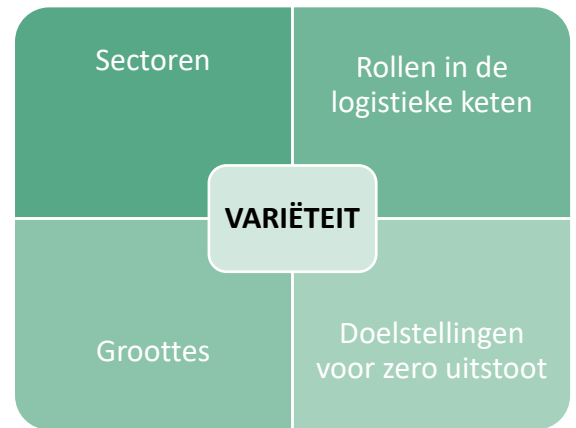 Sectoren
Rollen in de
logistieke keten
VARIËTEIT
Groottes
Doelstellingen
voor zero uitstoot